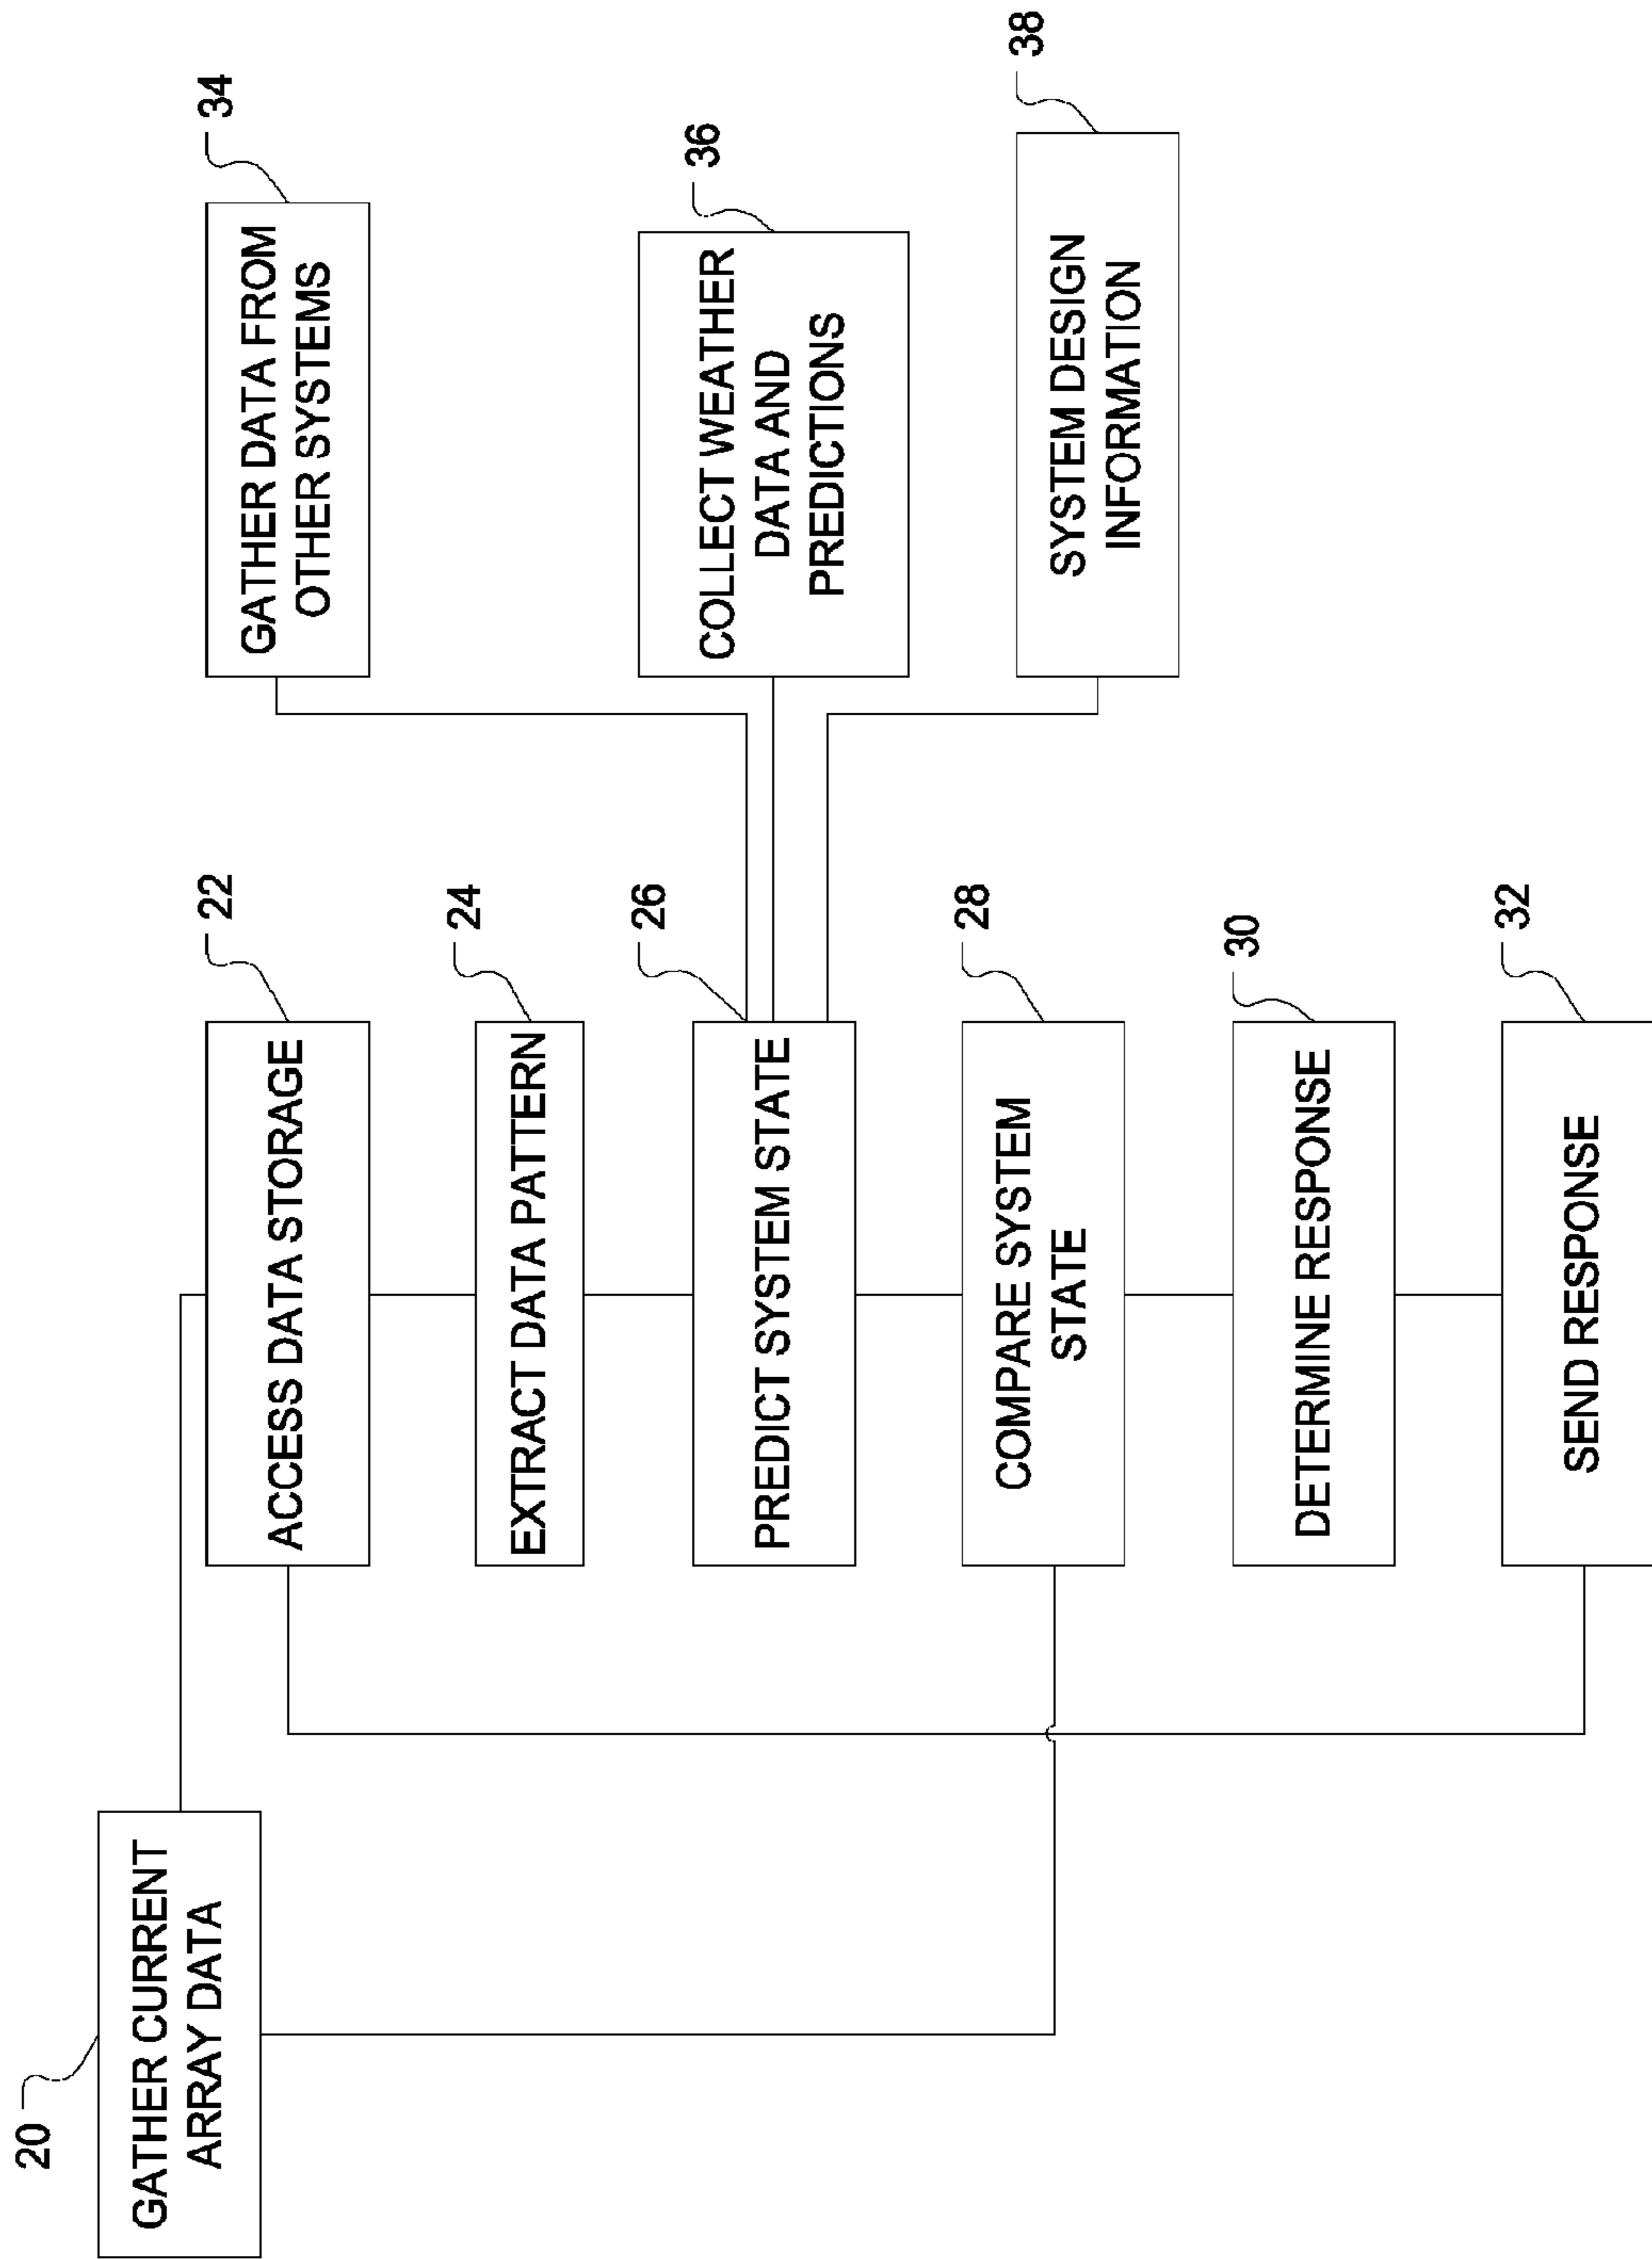 20
GATHER CURRENT
ARRAY DATA
22
ACCESS DATA STORAGE
24
EXTRACT DATA PATTERN
26
PREDICT SYSTEM STATE
28
COMPARE SYSTEM
STATE
30
DETERMINE RESPONSE
32
SEND RESPONSE
34
GATHER DATA FROM
OTHER SYSTEMS
36
COLLECT WEATHER
DATA AND
PREDICTIONS
38
SYSTEM DESIGN
INFORMATION